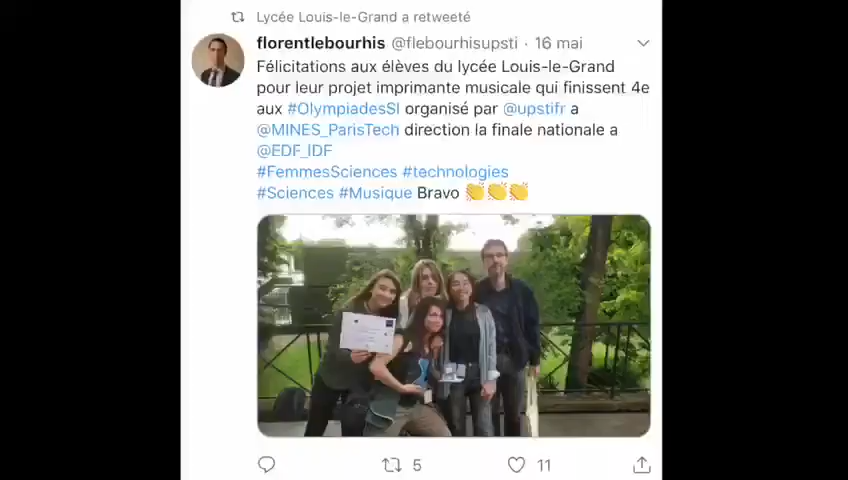 Lycée Louis-le-Grand a retweeté
florentlebourhis @flebourhisupsti · 16 mai
Félicitations aux élèves du lycée Louis-le-Grand
pour leur projet imprimante musicale qui finissent 4e
aux #OlympiadesSI organisé par @upstifr a
@MINES_ParisTech direction la finale nationale a
@EDF_IDF
#FemmesSciences #technologies
#Sciences #Musique Bravo 👏👏👏
5 11